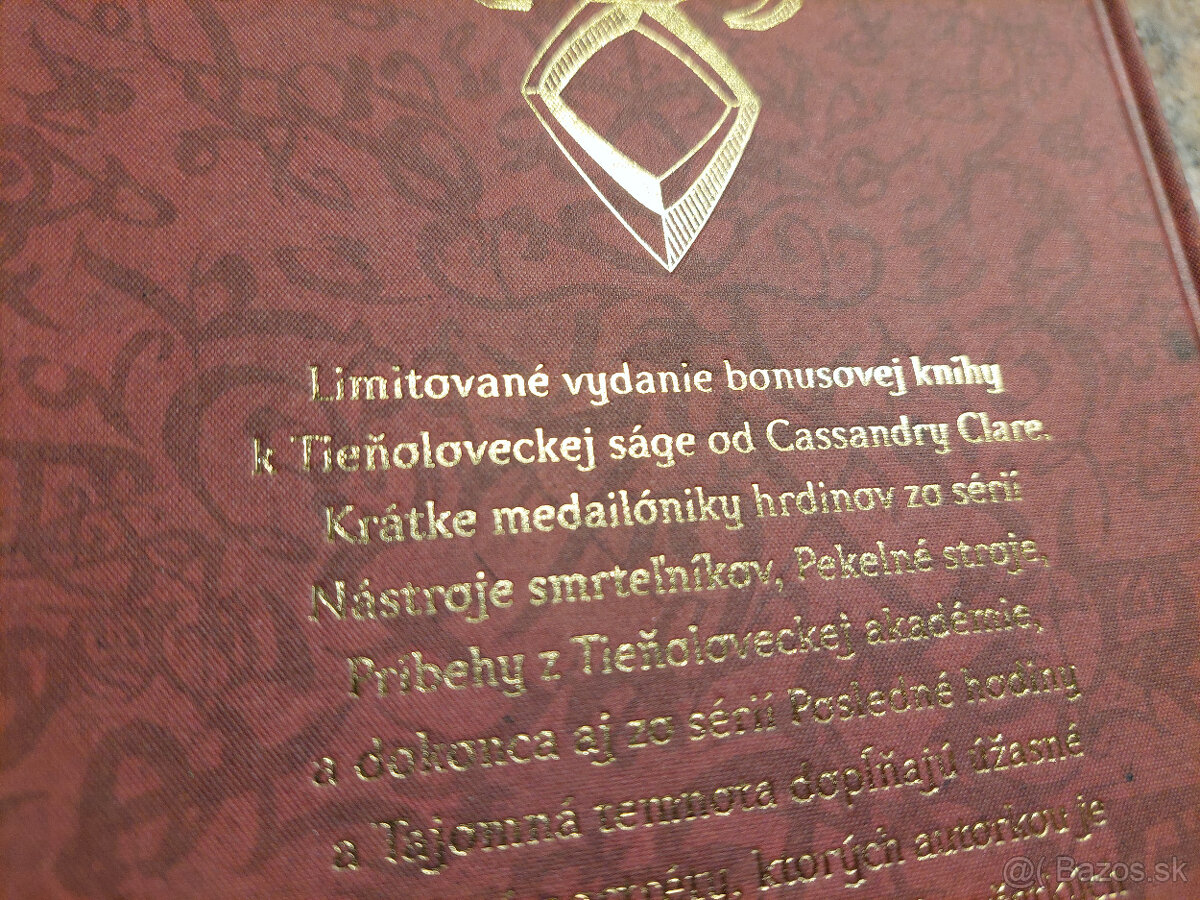 Limitované vydanie bonusovej knihy
k Tieňoloveckej ságe od Cassandry Clare.
Krátke medailóniky hrdinov zo sérií
Nástroje smrteľníkov, Pekelné stroje,
Príbehy z Tieňoloveckej akadémie,
a dokonca aj zo sérií Posledné hodiny
a Tajomná temnota dopĺňajú úžasné
ktorých autorkou je
@(. Bazos.sk